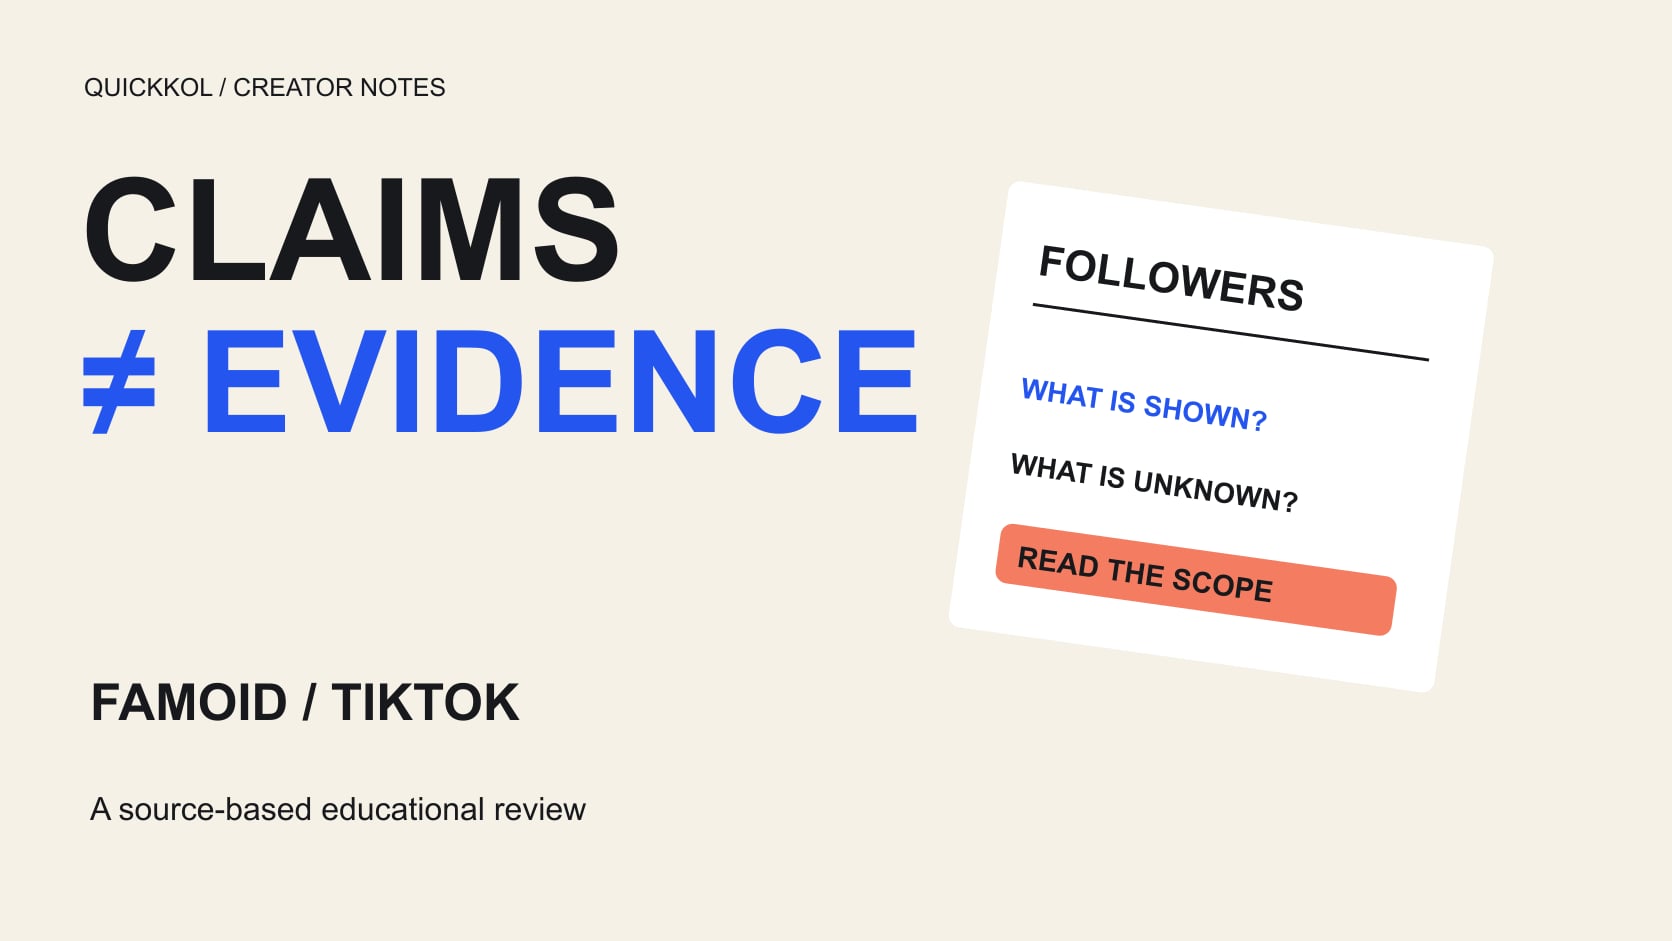 QUICKKOL / CREATOR NOTES
CLAIMS
≠ EVIDENCE
FOLLOWERS
WHAT IS SHOWN?
WHAT IS UNKNOWN?
READ THE SCOPE
FAMOID / TIKTOK
A source-based educational review